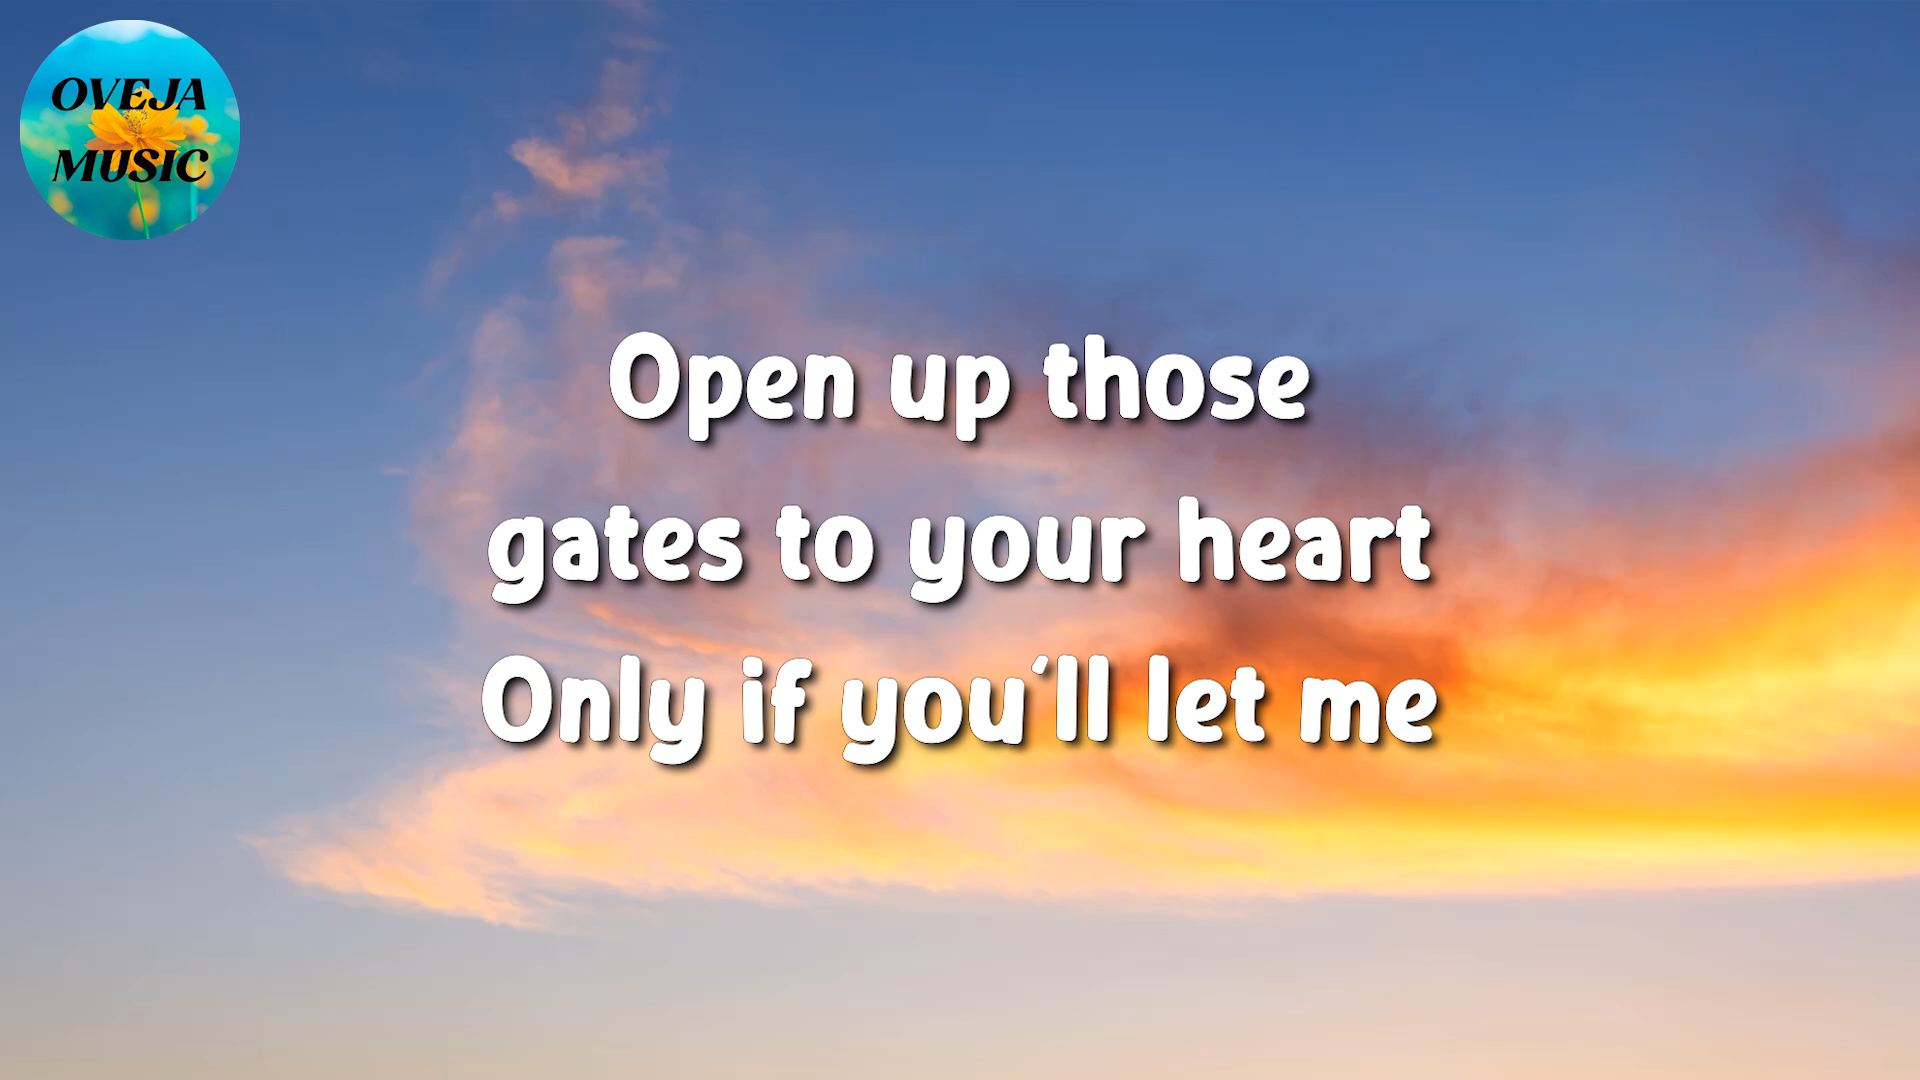 OVEJA
MUSIC
Open up those
gates to your heart
Only if you'll let me